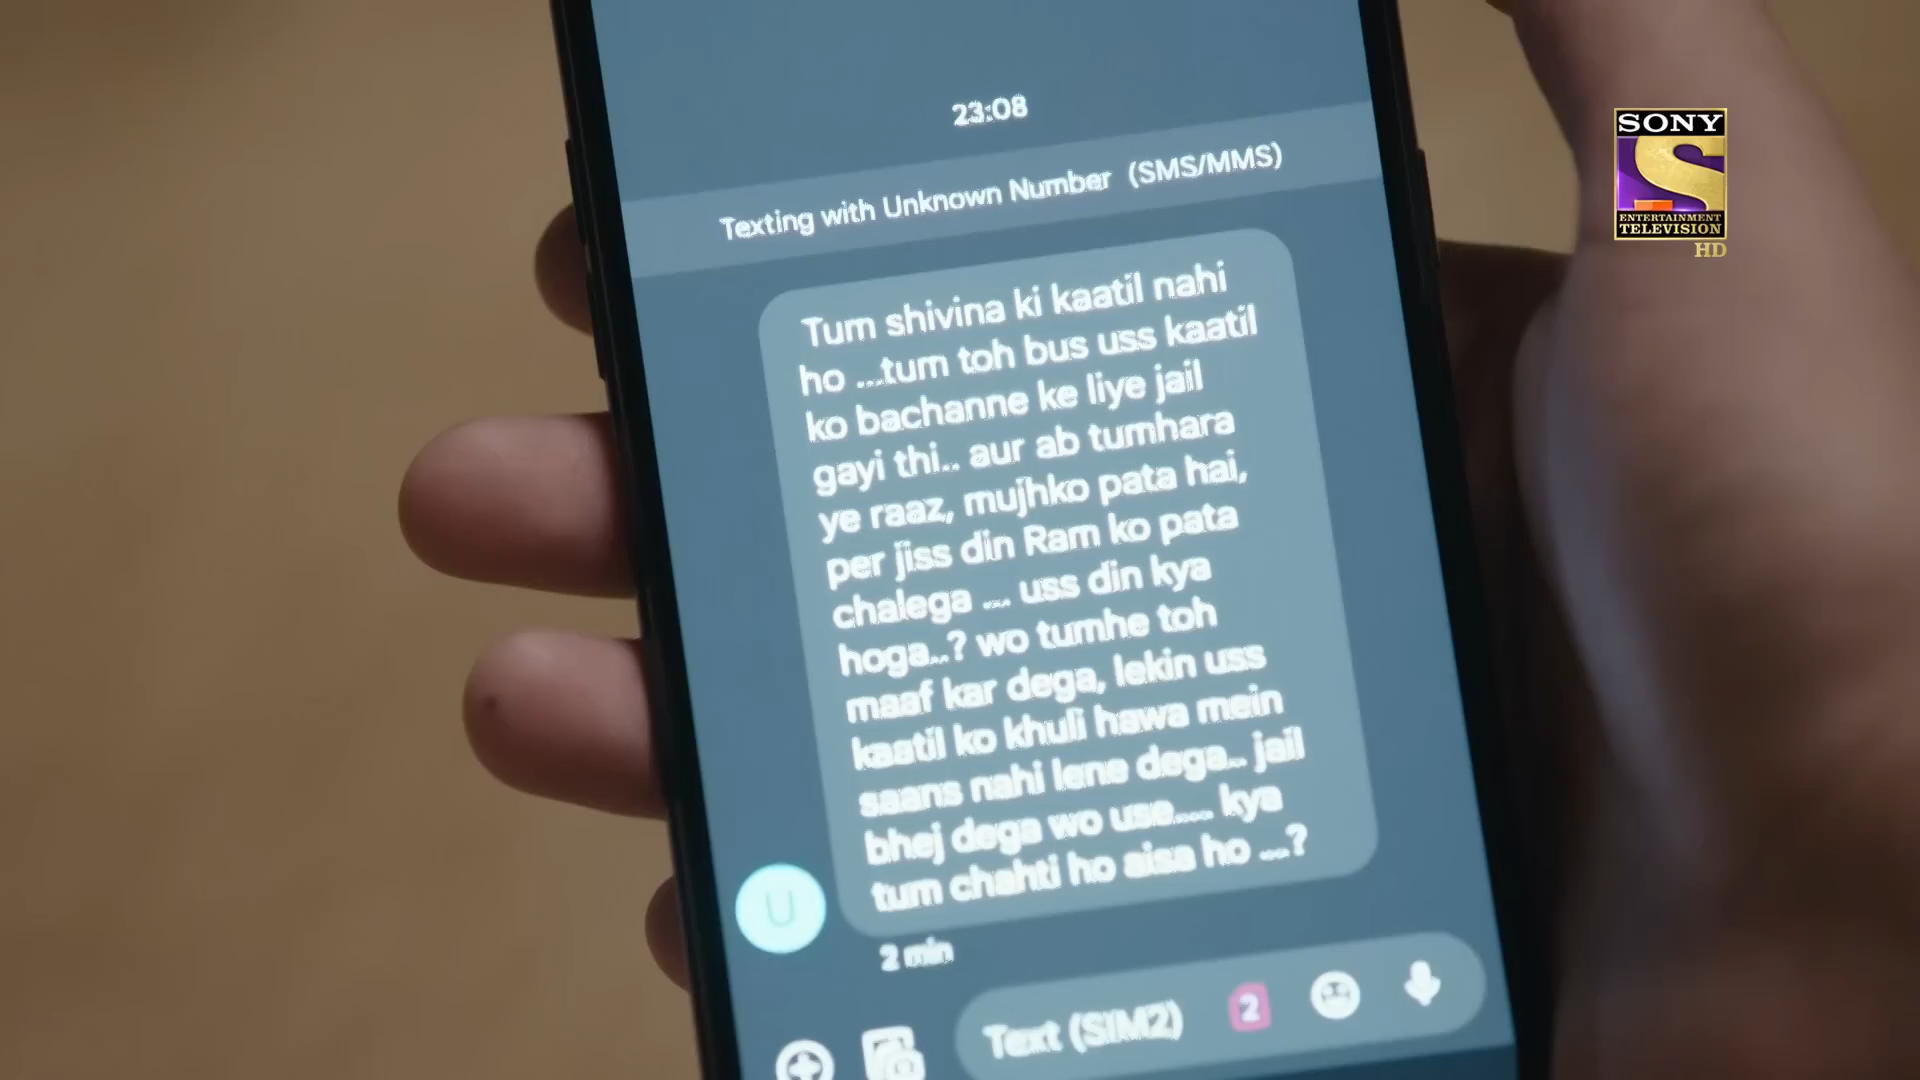 23:08
Texting with Unknown Number (SMS/MMS)
Tum shivina ki kaatil nahi
ho ...tum toh bus uss kaatil
ko bachanne ke liye jail
gayi thi.. aur ab tumhara
ye raaz, mujhko pata hai,
per jiss din Ram ko pata
chalega ... uss din kya
hoga..? wo tumhe toh
maaf kar dega, lekin uss
kaatil ko khuli hawa mein
saans nahi lene dega.. jail
bhej dega wo use.... kya
tum chahti ho aisa ho ...?
U
2 min
Text (SIM2)
2
SONY
S
ENTERTAINMENT
TELEVISION
HD